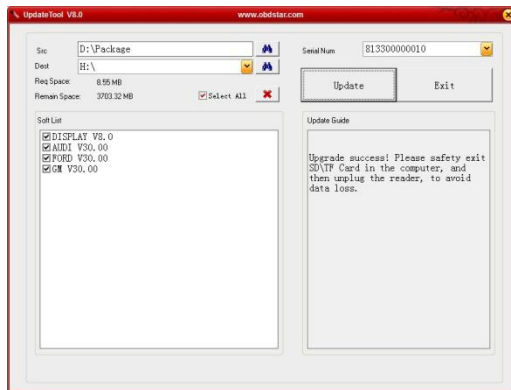 UpdateTool V8.0
www.obdstar.com
Src D:\Package
Dest H:\
Req Space: 8.55 MB
Remain Space: 3703.32 MB
Select All
Serial Num 813300000010
Update
Exit
Soft List
DISPLAY V8.0
AUDI V30.00
FORD V30.00
GM V30.00
Update Guide
Upgrade success! Please safety exit
SD\TF Card in the computer, and
then unplug the reader, to avoid
data loss.